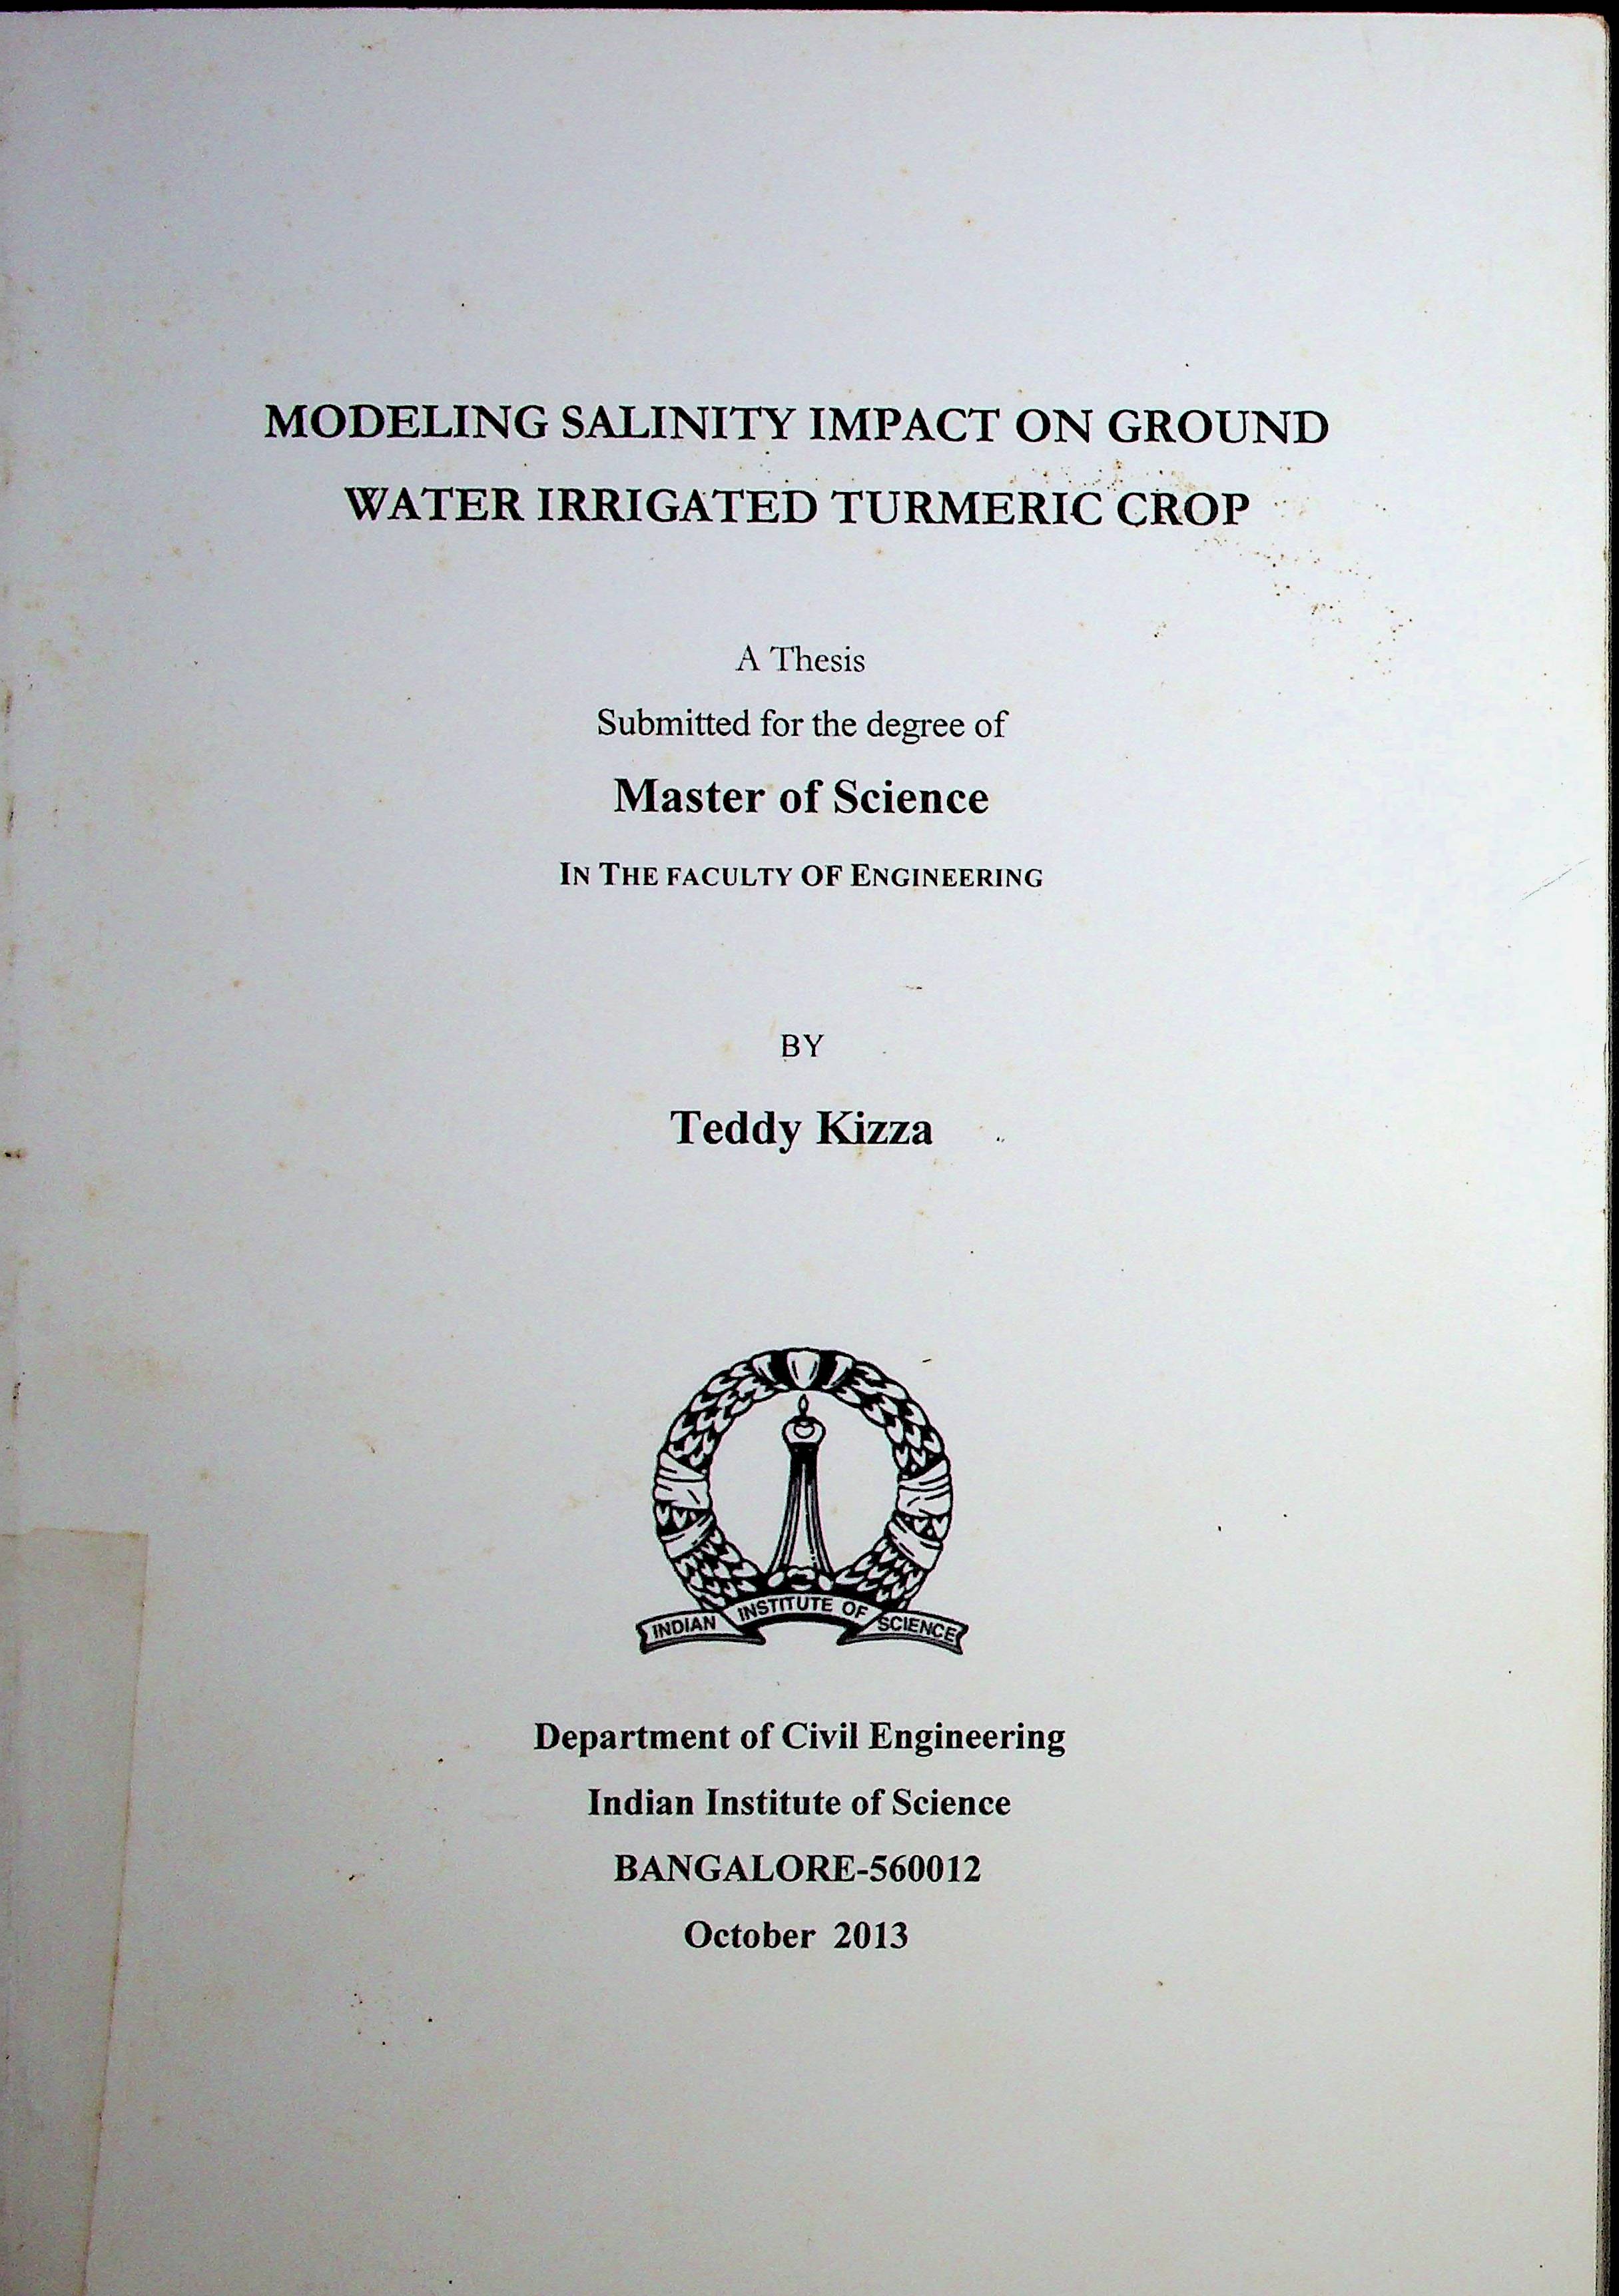 MODELING SALINITY IMPACT ON GROUND
WATER IRRIGATED TURMERIC CROP
A Thesis
Submitted for the degree of
Master of Science
IN THE FACULTY OF ENGINEERING
BY
Teddy Kizza
INDIAN INSTITUTE OF SCIENCE
Department of Civil Engineering
Indian Institute of Science
BANGALORE-560012
October 2013